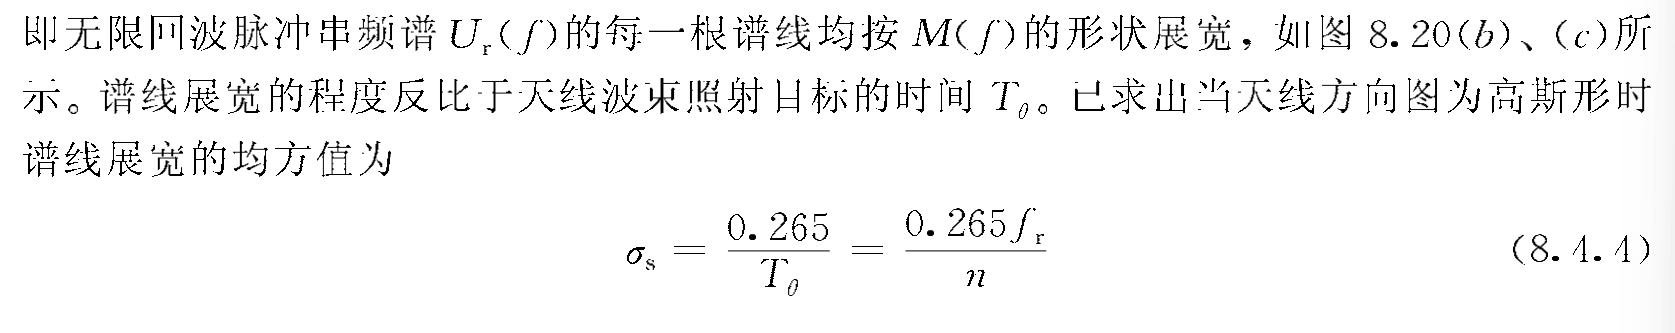 即无限回波脉冲串频谱 Uᵣ(f)的每一根谱线均按 M(f)的形状展宽，如图 8.20(b)、(c)所
示。谱线展宽的程度反比于天线波束照射目标的时间 T_θ。已求出当天线方向图为高斯形时
谱线展宽的均方值为
σₛ = 0.265/T_θ = 0.265fᵣ/n (8.4.4)